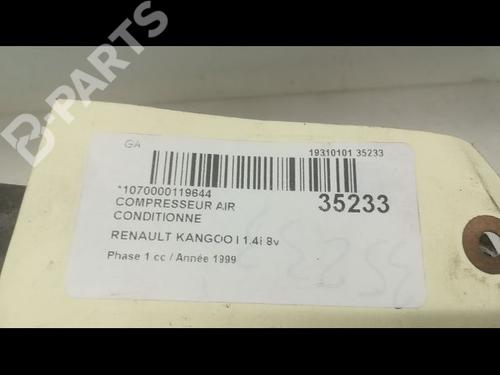 B-PARTS
GA
19310101 35233
*1070000119644
35233
COMPRESSEUR AIR
CONDITIONNE
RENAULT KANGOO I 1.4i 8v
Phase 1 cc / Année 1999